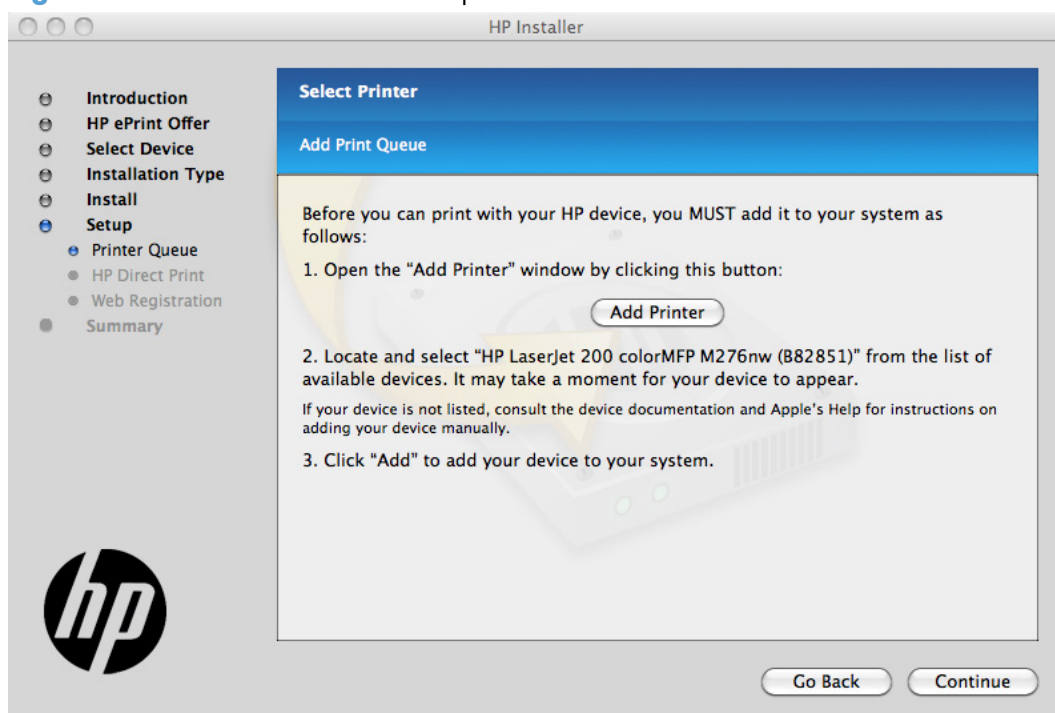 HP Installer
Introduction
HP ePrint Offer
Select Device
Installation Type
Install
Setup
Printer Queue
HP Direct Print
Web Registration
Summary
Select Printer
Add Print Queue
Before you can print with your HP device, you MUST add it to your system as
follows:
1. Open the “Add Printer” window by clicking this button:
Add Printer
2. Locate and select “HP LaserJet 200 colorMFP M276nw (B82851)” from the list of
available devices. It may take a moment for your device to appear.
If your device is not listed, consult the device documentation and Apple’s Help for instructions on
adding your device manually.
3. Click “Add” to add your device to your system.
hp
Go Back
Continue